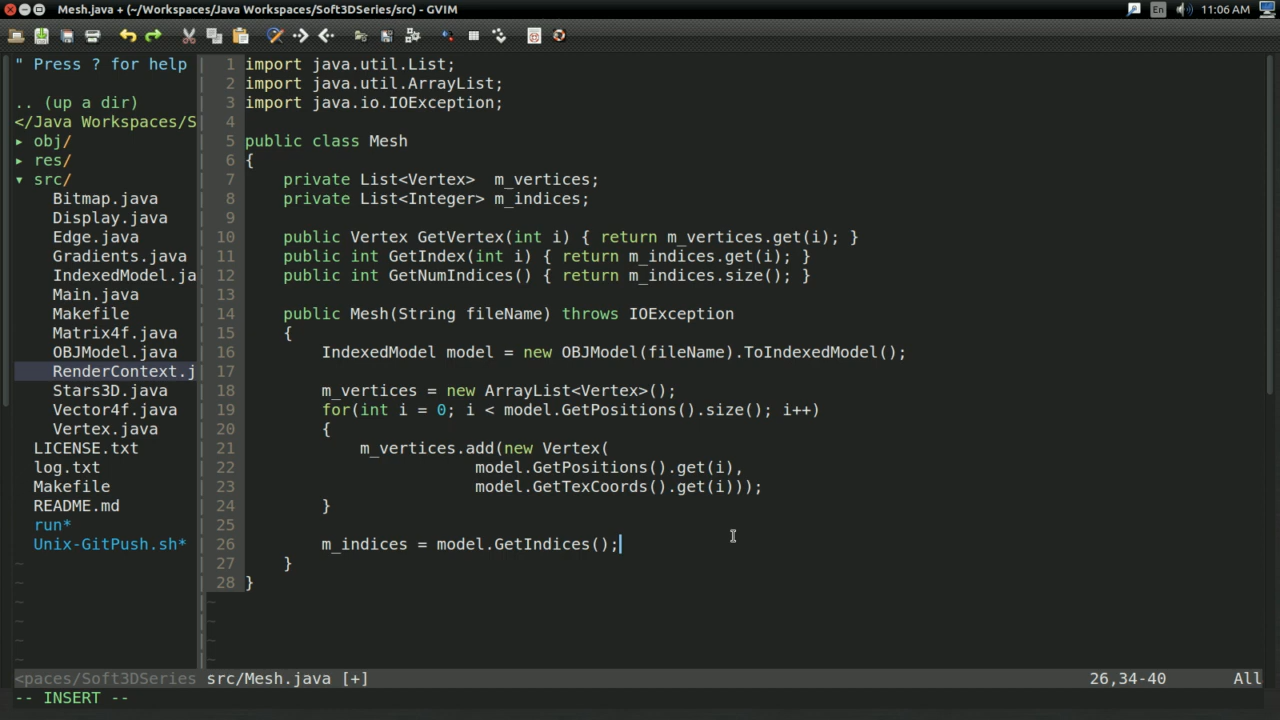 Mesh.java + (~/Workspaces/Java Workspaces/Soft3DSeries/src) - GVIM
En
11:06 AM
" Press ? for help
.. (up a dir)
</Java Workspaces/S
▸ obj/
▸ res/
▾ src/
Bitmap.java
Display.java
Edge.java
Gradients.java
IndexedModel.ja
Main.java
Makefile
Matrix4f.java
OBJModel.java
RenderContext.j
Stars3D.java
Vector4f.java
Vertex.java
LICENSE.txt
log.txt
Makefile
README.md
run*
Unix-GitPush.sh*
1 import java.util.List;
2 import java.util.ArrayList;
3 import java.io.IOException;
4
5 public class Mesh
6 {
7     private List<Vertex>  m_vertices;
8     private List<Integer> m_indices;
9
10     public Vertex GetVertex(int i) { return m_vertices.get(i); }
11     public int GetIndex(int i) { return m_indices.get(i); }
12     public int GetNumIndices() { return m_indices.size(); }
13
14     public Mesh(String fileName) throws IOException
15     {
16         IndexedModel model = new OBJModel(fileName).ToIndexedModel();
17
18         m_vertices = new ArrayList<Vertex>();
19         for(int i = 0; i < model.GetPositions().size(); i++)
20         {
21             m_vertices.add(new Vertex(
22                         model.GetPositions().get(i),
23                         model.GetTexCoords().get(i)));
24         }
25
26         m_indices = model.GetIndices();
27     }
28 }
<paces/Soft3DSeries src/Mesh.java [+] 26,34-40 All
-- INSERT --